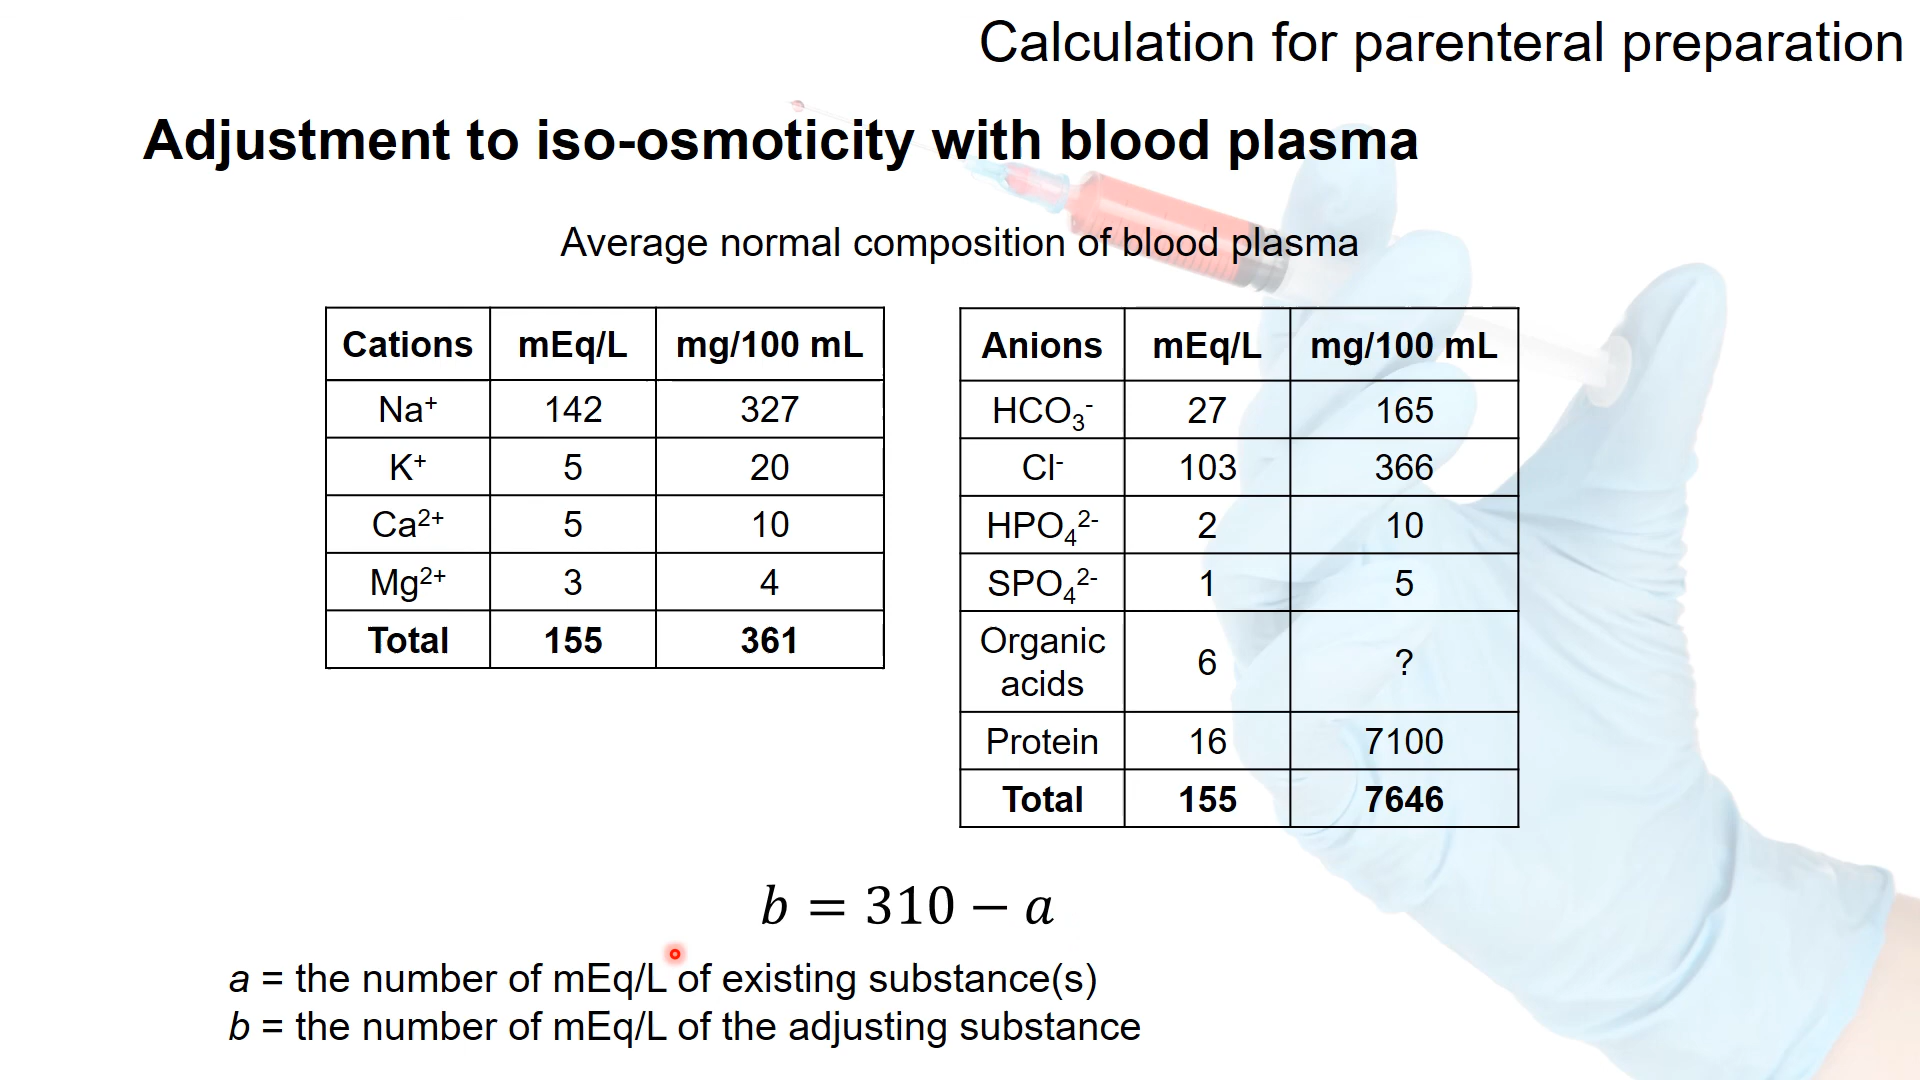 Calculation for parenteral preparation
Adjustment to iso-osmoticity with blood plasma
Average normal composition of blood plasma
Cations mEq/L mg/100 mL
Na⁺ 142 327
K⁺ 5 20
Ca²⁺ 5 10
Mg²⁺ 3 4
Total 155 361
Anions mEq/L mg/100 mL
HCO₃⁻ 27 165
Cl⁻ 103 366
HPO₄²⁻ 2 10
SPO₄²⁻ 1 5
Organic
acids 6 ?
Protein 16 7100
Total 155 7646
b = 310 − a
a = the number of mEq/L of existing substance(s)
b = the number of mEq/L of the adjusting substance